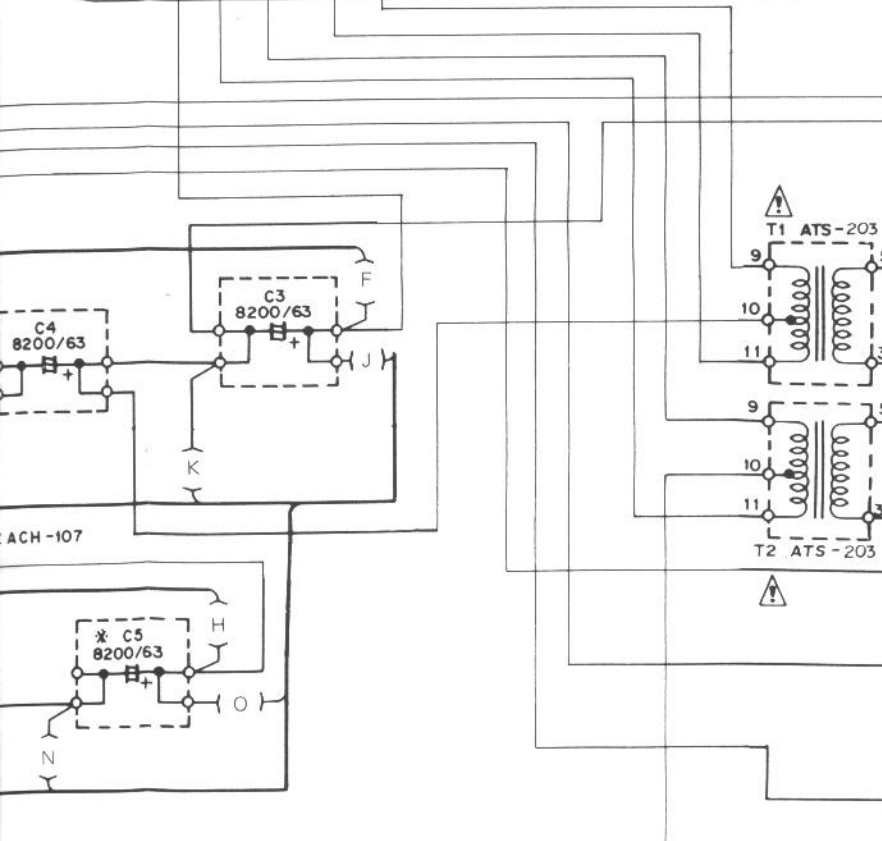 T1 ATS-203
9
10
11
F
C3
8200/63
+
J
C4
8200/63
+
K
9
10
11
T2 ATS-203
ACH-107
H
※ C5
8200/63
+
O
N